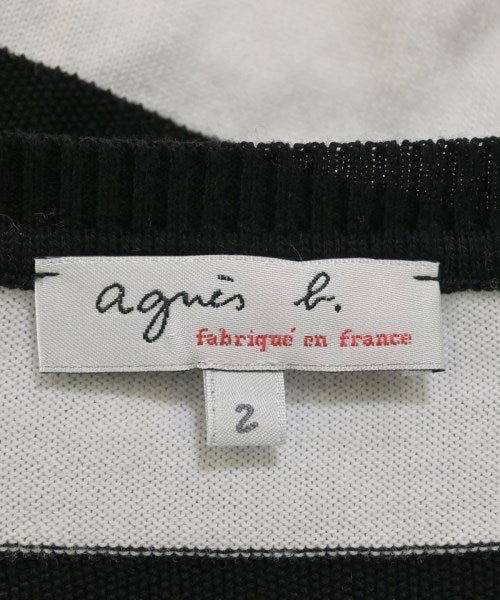 agnès b.
fabriqué en france
2